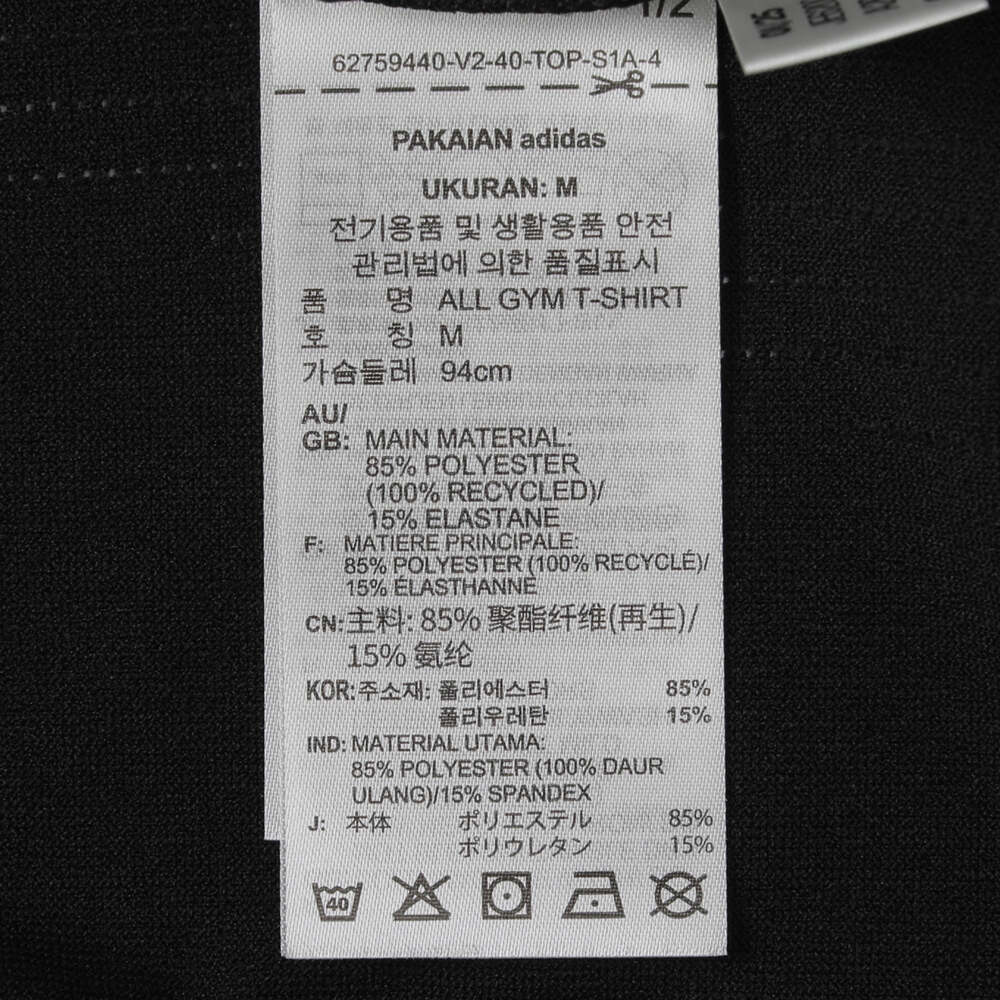 1/2
62759440-V2-40-TOP-S1A-4
PAKAIAN adidas
UKURAN: M
전기용품 및 생활용품 안전
관리법에 의한 품질표시
품 명 ALL GYM T-SHIRT
호 칭 M
가슴둘레 94cm
AU/
GB: MAIN MATERIAL:
85% POLYESTER
(100% RECYCLED)/
15% ELASTANE
F: MATIERE PRINCIPALE:
85% POLYESTER (100% RECYCLÉ)/
15% ÉLASTHANNE
CN: 主料: 85% 聚酯纤维(再生)/
15% 氨纶
KOR: 주소재: 폴리에스터 85%
폴리우레탄 15%
IND: MATERIAL UTAMA:
85% POLYESTER (100% DAUR
ULANG)/15% SPANDEX
J: 本体 ポリエステル 85%
ポリウレタン 15%
40